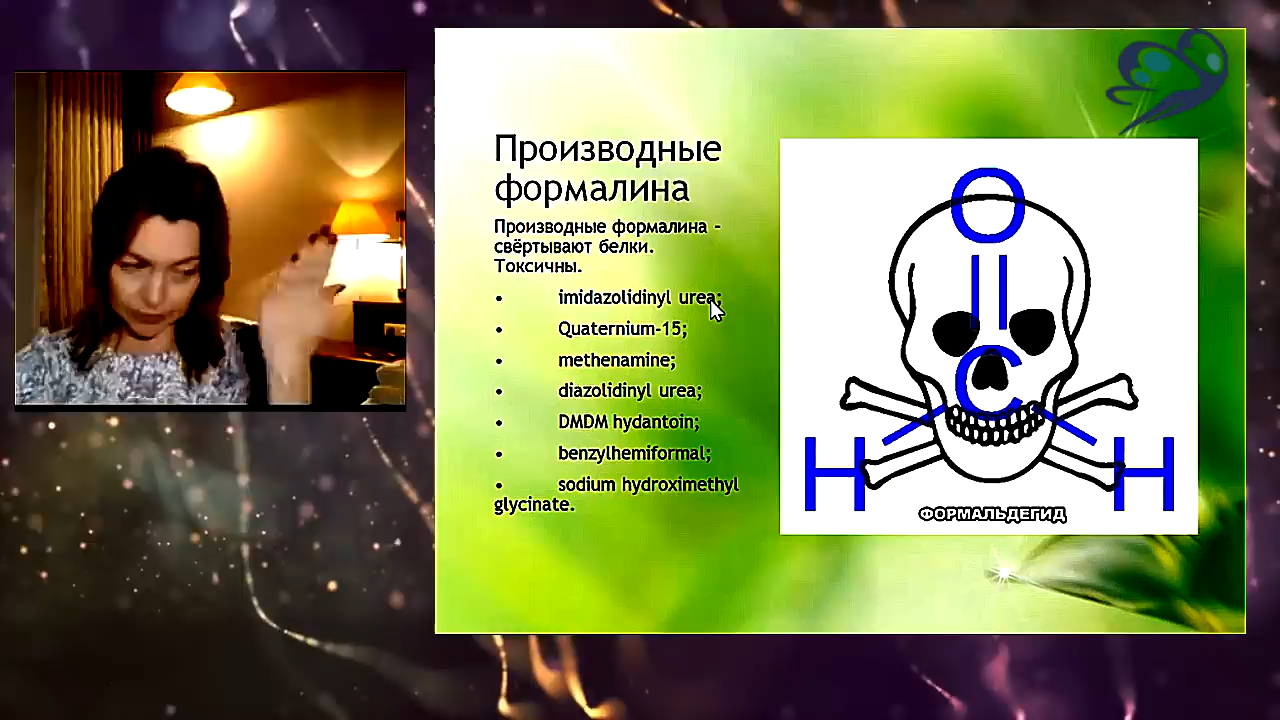 Производные
формалина
Производные формалина –
свёртывают белки.
Токсичны.
• imidazolidinyl urea;
• Quaternium-15;
• methenamine;
• diazolidinyl urea;
• DMDM hydantoin;
• benzylhemiformal;
• sodium hydroximethyl
glycinate.
O
C
H H
ФОРМАЛЬДЕГИД